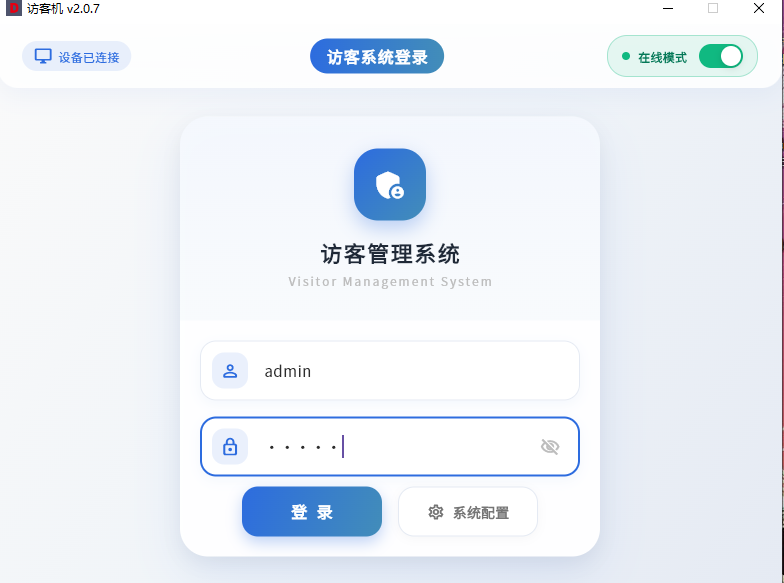 D 访客机 v2.0.7
设备已连接
访客系统登录
在线模式
访客管理系统
Visitor Management System
admin
•••••
登 录
系统配置